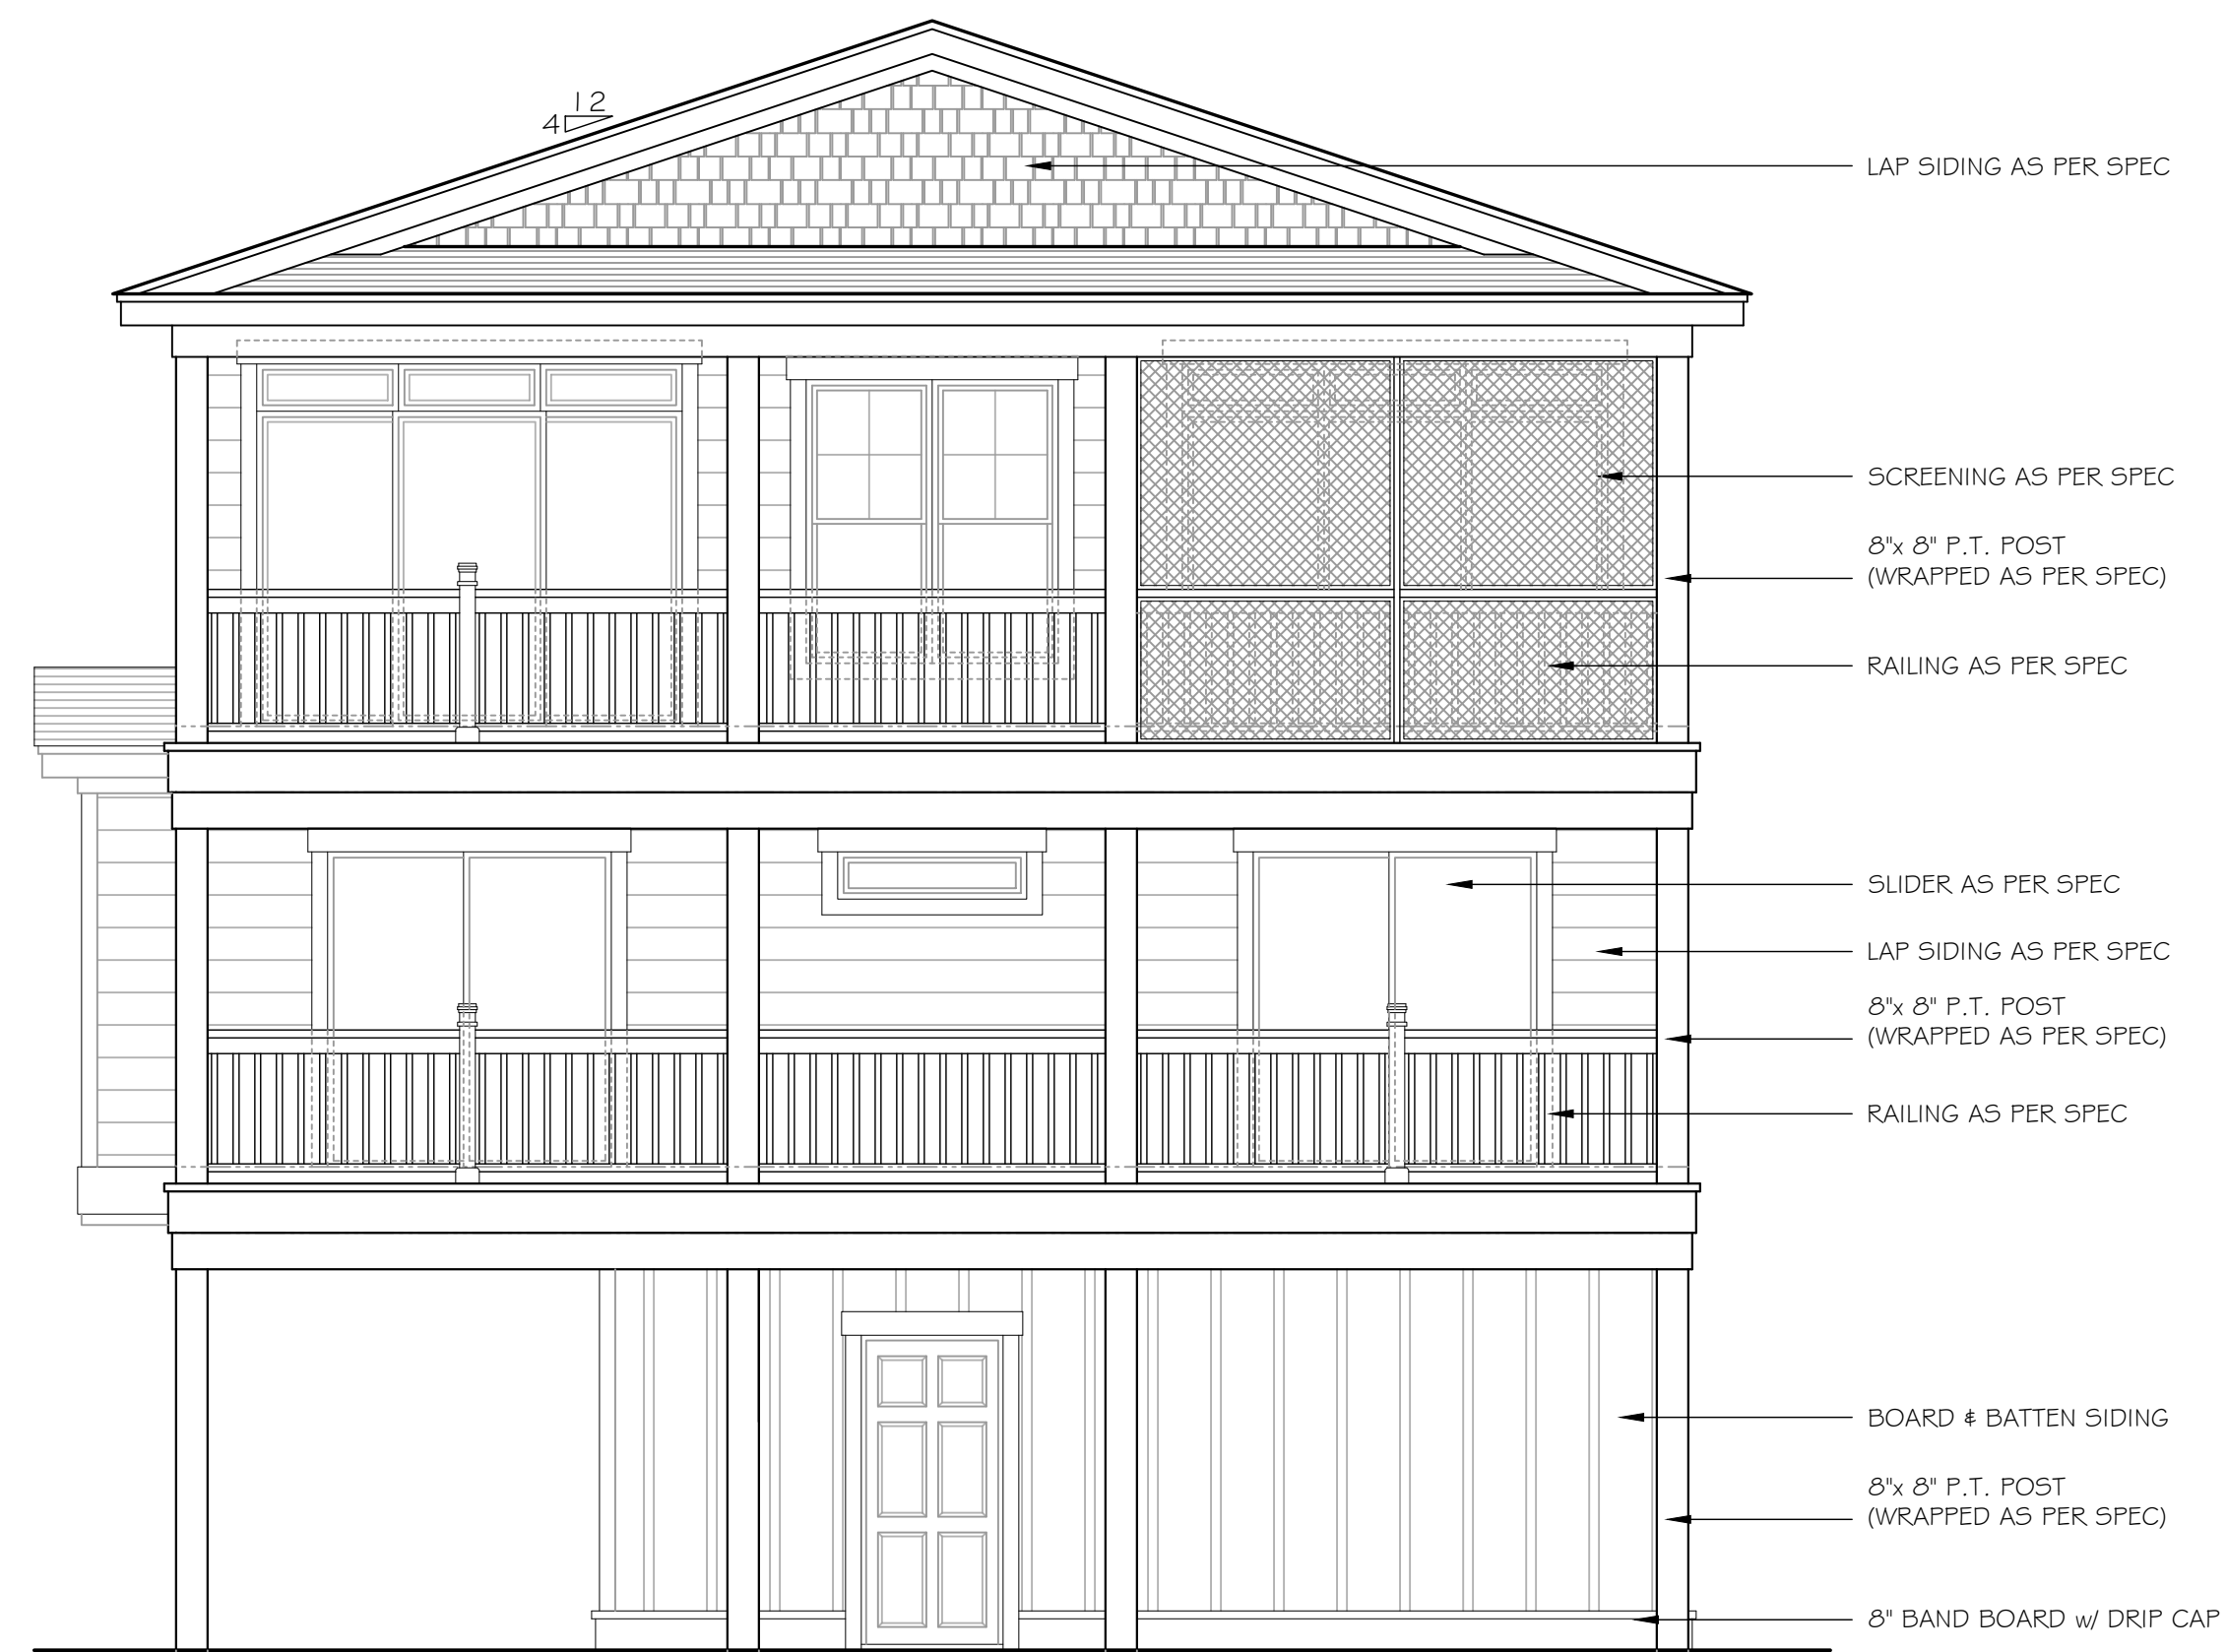 12
4
LAP SIDING AS PER SPEC
SCREENING AS PER SPEC
8"x 8" P.T. POST
(WRAPPED AS PER SPEC)
RAILING AS PER SPEC
SLIDER AS PER SPEC
LAP SIDING AS PER SPEC
8"x 8" P.T. POST
(WRAPPED AS PER SPEC)
RAILING AS PER SPEC
BOARD & BATTEN SIDING
8"x 8" P.T. POST
(WRAPPED AS PER SPEC)
8" BAND BOARD w/ DRIP CAP